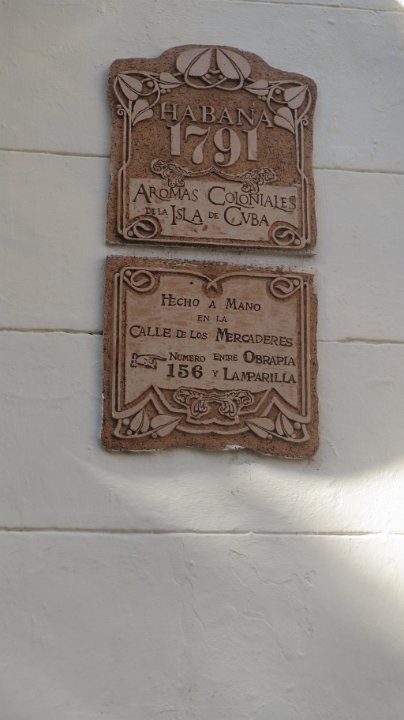 HABANA
1791
AROMAS COLONIALES
DE LA ISLA DE CUBA
HECHO A MANO
EN LA
CALLE DE LOS MERCADERES
NUMERO ENTRE OBRAPIA
156 Y LAMPARILLA